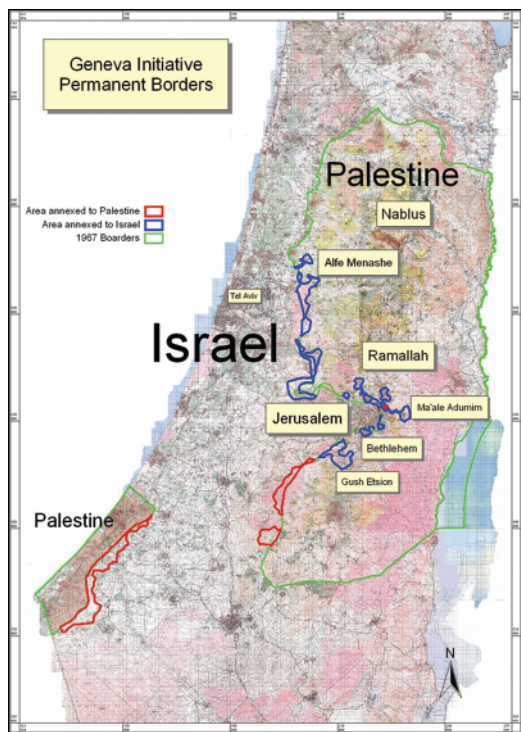 Geneva Initiative
Permanent Borders
Area annexed to Palestine
Area annexed to Israel
1967 Boarders
Palestine
Nablus
Alfe Menashe
Tel Aviv
Israel
Ramallah
Ma'ale Adumim
Jerusalem
Bethlehem
Gush Etsion
Palestine
N